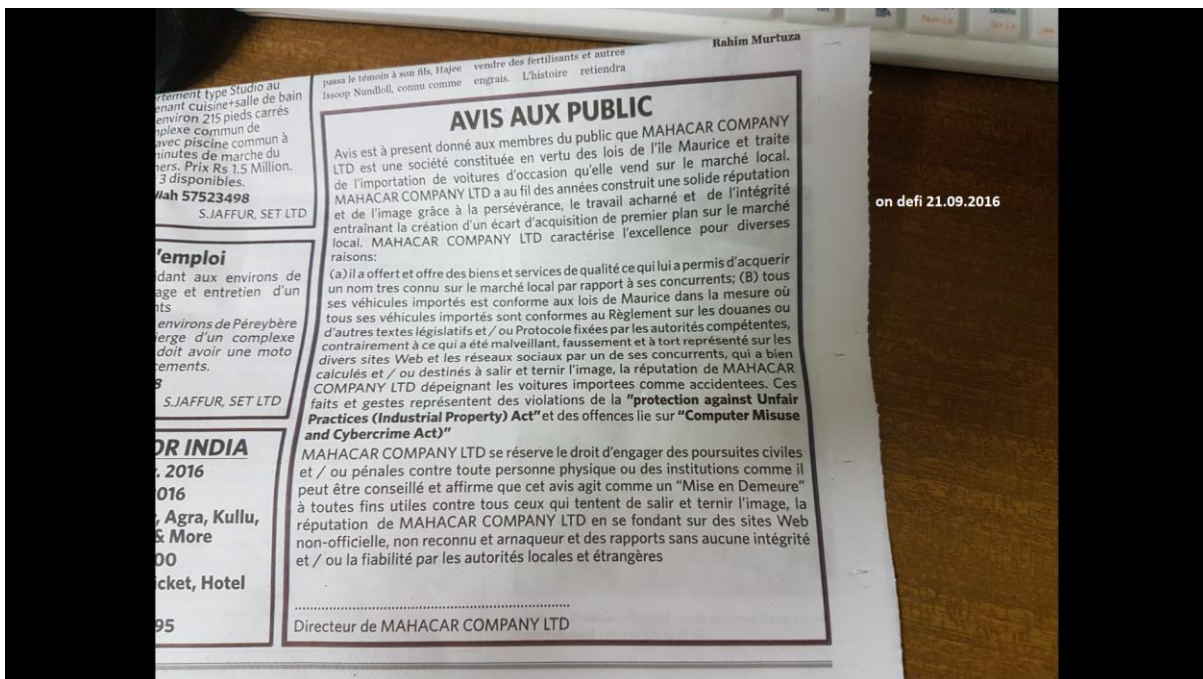 Rahim Murtuza
passa le témoin à son fils, Hajee
Issoop Nundloll, connu comme
vendre des fertilisants et autres
engrais. L'histoire retiendra
type Studio au
cuisine+salle de bain
environ 215 pieds carrés
commun de
avec piscine commun à
de marche du
Prix Rs 1.5 Million.
3 disponibles.
57523498
S.JAFFUR, SET LTD
aux environs de
et entretien d'un
environs de Péreybère
d'un complexe
doit avoir une moto
S.JAFFUR, SET LTD
INDIA
2016
Agra, Kullu,
& More
Hotel
95
AVIS AUX PUBLIC
Avis est à present donné aux membres du public que MAHACAR COMPANY
LTD est une société constituée en vertu des lois de l'île Maurice et traite
de l'importation de voitures d'occasion qu'elle vend sur le marché local.
MAHACAR COMPANY LTD a au fil des années construit une solide réputation
et de l'image grâce à la persévérance, le travail acharné et de l'intégrité
entraînant la création d'un écart d'acquisition de premier plan sur le marché
local. MAHACAR COMPANY LTD caractérise l'excellence pour diverses
raisons:
(a)il a offert et offre des biens et services de qualité ce qui lui a permis d'acquerir
un nom tres connu sur le marché local par rapport à ses concurrents; (B) tous
ses véhicules importés est conforme aux lois de Maurice dans la mesure où
tous ses véhicules importés sont conformes au Règlement sur les douanes ou
d'autres textes législatifs et / ou Protocole fixées par les autorités compétentes,
contrairement à ce qui a été malveillant, faussement et à tort représenté sur les
divers sites Web et les réseaux sociaux par un de ses concurrents, qui a bien
calculés et / ou destinés à salir et ternir l'image, la réputation de MAHACAR
COMPANY LTD dépeignant les voitures importees comme accidentees. Ces
faits et gestes représentent des violations de la "protection against Unfair
Practices (Industrial Property) Act" et des offences lie sur "Computer Misuse
and Cybercrime Act)"
MAHACAR COMPANY LTD se réserve le droit d'engager des poursuites civiles
et / ou pénales contre toute personne physique ou des institutions comme il
peut être conseillé et affirme que cet avis agit comme un "Mise en Demeure"
à toutes fins utiles contre tous ceux qui tentent de salir et ternir l'image, la
réputation de MAHACAR COMPANY LTD en se fondant sur des sites Web
non-officielle, non reconnu et arnaqueur et des rapports sans aucune intégrité
et / ou la fiabilité par les autorités locales et étrangères
Directeur de MAHACAR COMPANY LTD
on defi 21.09.2016